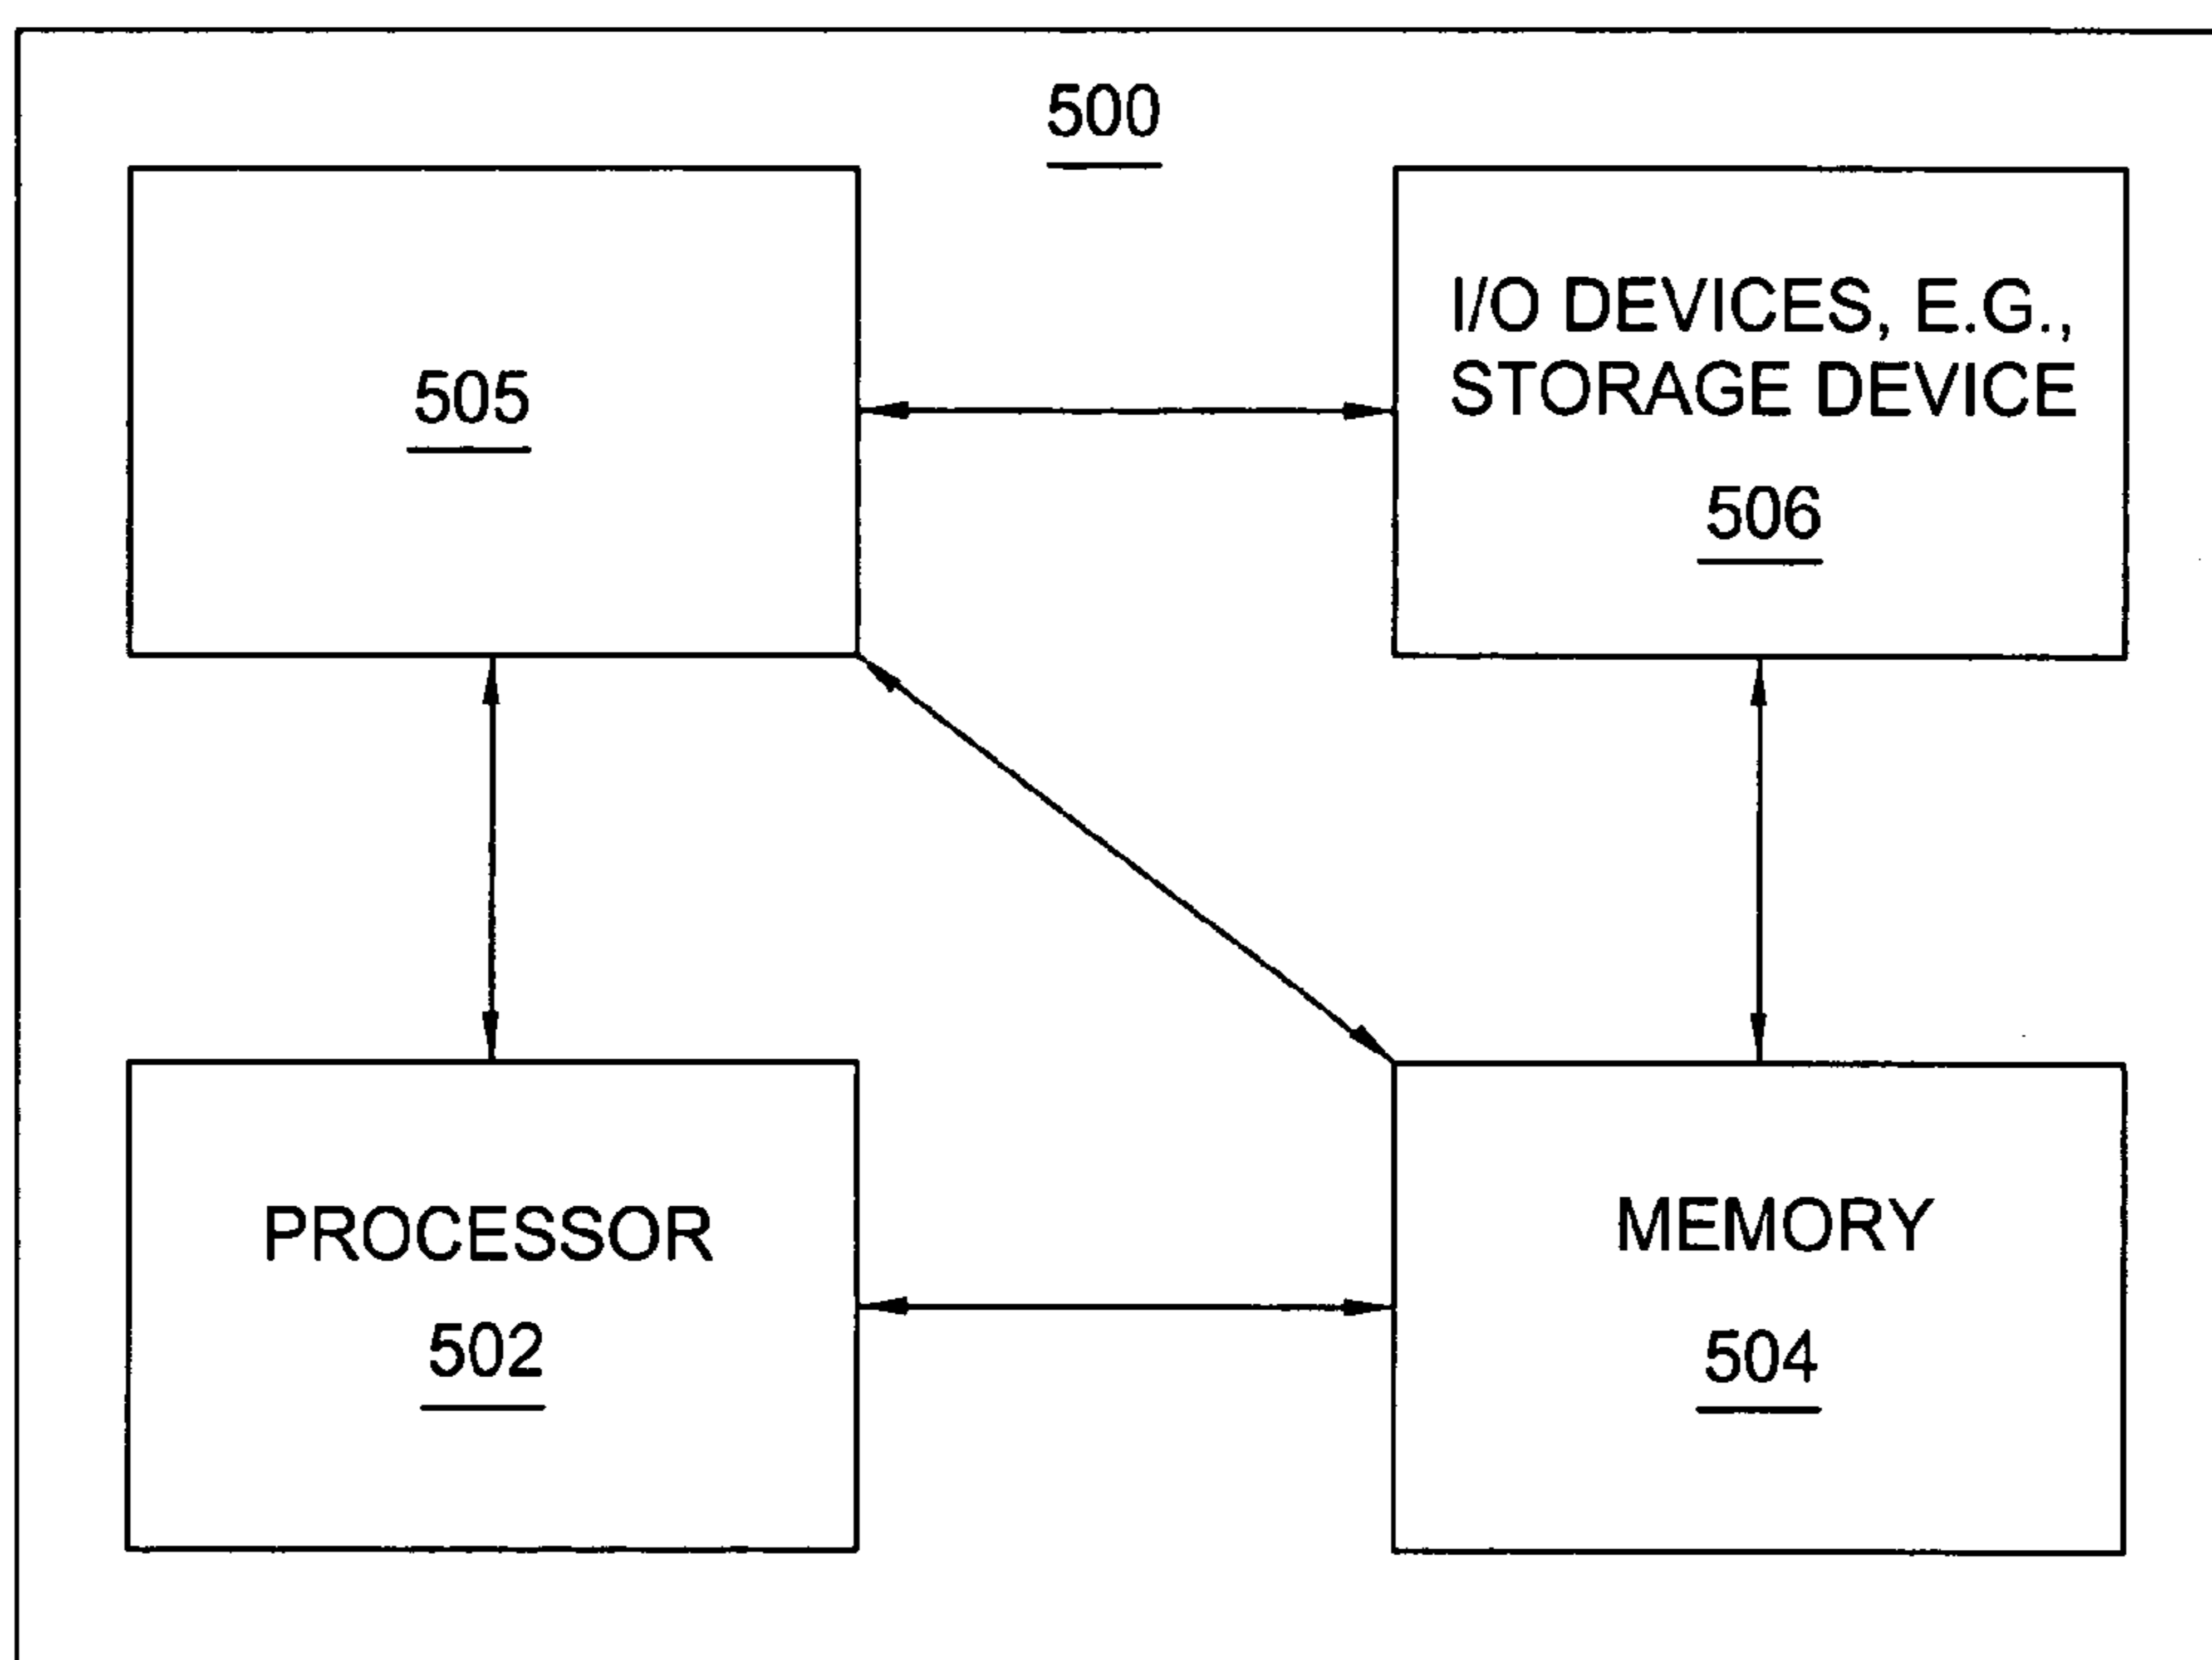 500
505
I/O DEVICES, E.G.,
STORAGE DEVICE
506
PROCESSOR
502
MEMORY
504